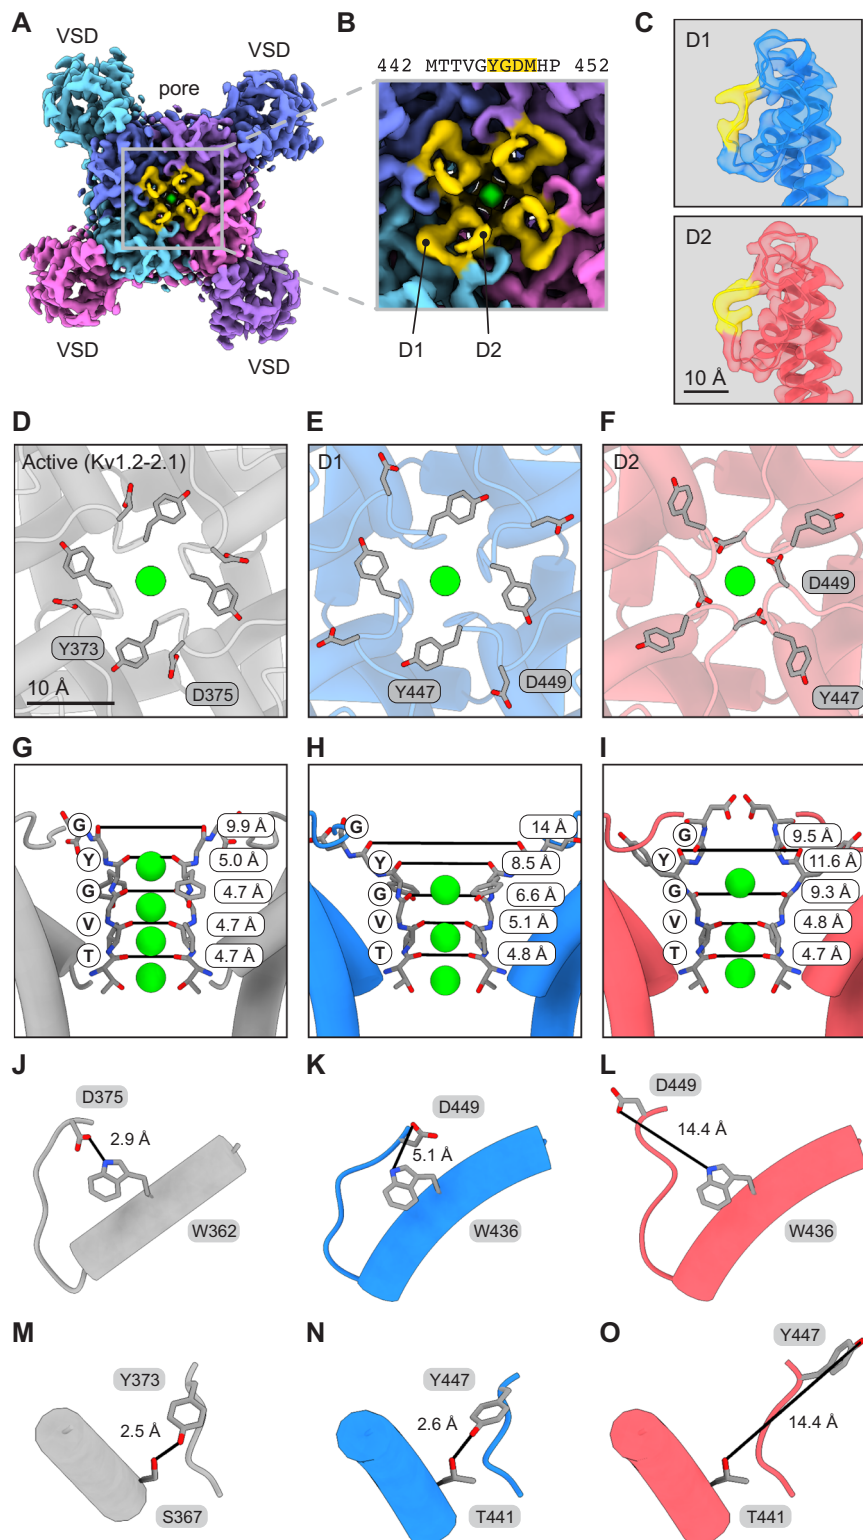 A
VSD
VSD
pore
VSD
VSD
B
442 MTTVGYGDMHP 452
D1
D2
C
D1
D2
10 Å
D
Active (Kv1.2-2.1)
Y373
D375
10 Å
E
D1
Y447
D449
F
D2
D449
Y447
G
G
9.9 Å
Y
5.0 Å
G
4.7 Å
V
4.7 Å
T
4.7 Å
H
G
14 Å
Y
8.5 Å
G
6.6 Å
V
5.1 Å
T
4.8 Å
I
G
9.5 Å
Y
11.6 Å
G
9.3 Å
V
4.8 Å
T
4.7 Å
J
D375
2.9 Å
W362
K
D449
5.1 Å
W436
L
D449
14.4 Å
W436
M
Y373
2.5 Å
S367
N
Y447
2.6 Å
T441
O
Y447
14.4 Å
T441